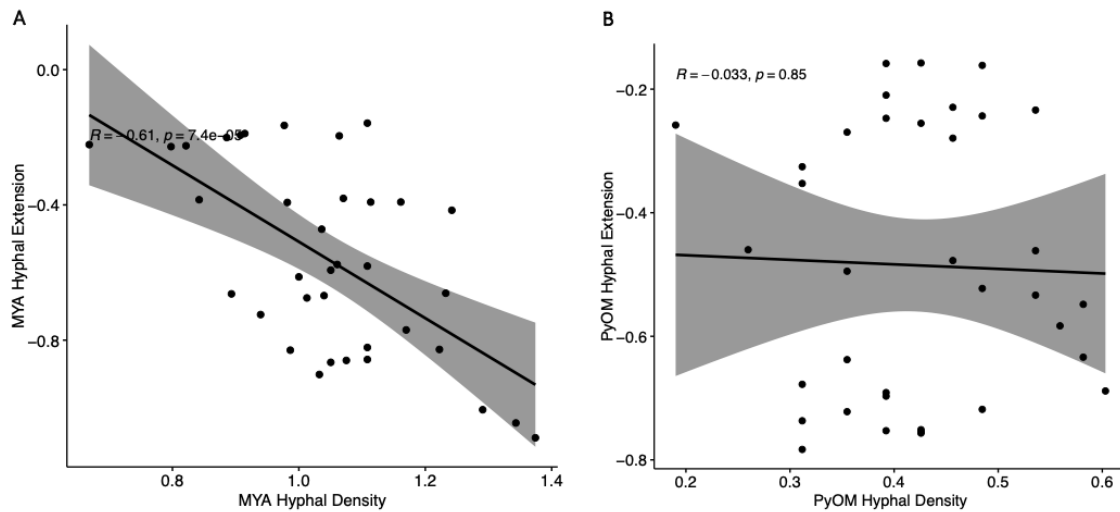 A
0.0
R = −0.61, p = 7.4e−05
−0.4
−0.8
MYA Hyphal Extension
0.8
1.0
1.2
1.4
MYA Hyphal Density
B
R = −0.033, p = 0.85
−0.2
−0.4
−0.6
−0.8
PyOM Hyphal Extension
0.2
0.3
0.4
0.5
0.6
PyOM Hyphal Density